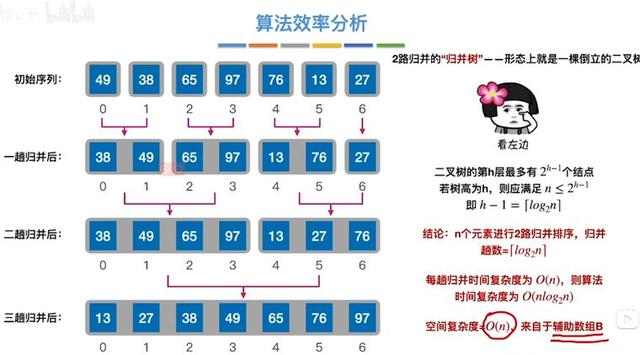 算法效率分析
2路归并的“归并树”——形态上就是一棵倒立的二叉树
初始序列:
49 38 65 97 76 13 27
0 1 2 3 4 5 6
看左边
一趟归并后:
38 49 65 97 13 76 27
0 1 2 3 4 5 6
二叉树的第h层最多有 2^{h-1} 个结点
若树高为h，则应满足 n ≤ 2^{h-1}
即 h − 1 = ⌈log₂n⌉
二趟归并后:
38 49 65 97 13 27 76
0 1 2 3 4 5 6
结论：n个元素进行2路归并排序，归并
趟数=⌈log₂n⌉
每趟归并时间复杂度为 O(n)，则算法
时间复杂度为 O(nlog₂n)
三趟归并后:
13 27 38 49 65 76 97
0 1 2 3 4 5 6
空间复杂度=O(n)，来自于辅助数组B